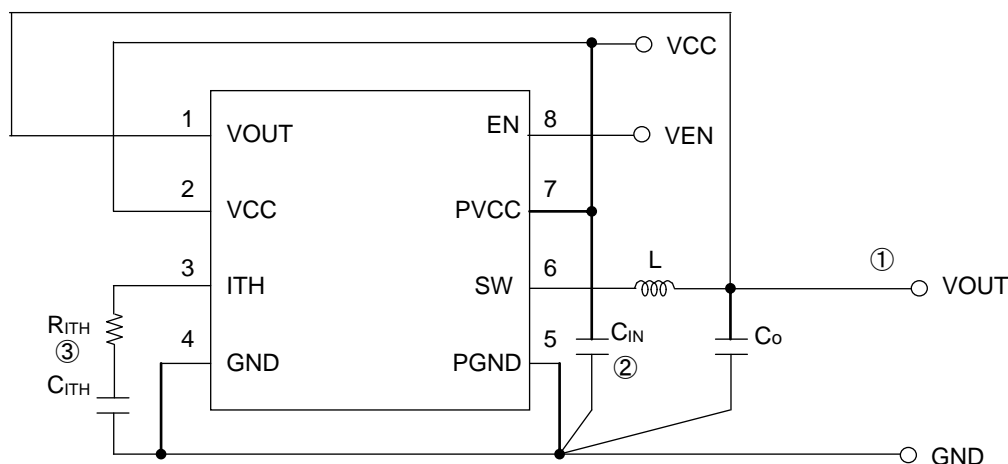 VCC
1
VOUT
EN
8
VEN
2
VCC
PVCC
7
3
ITH
SW
6
L
①
VOUT
RITH
③
CITH
4
GND
PGND
5
CIN
②
Co
GND